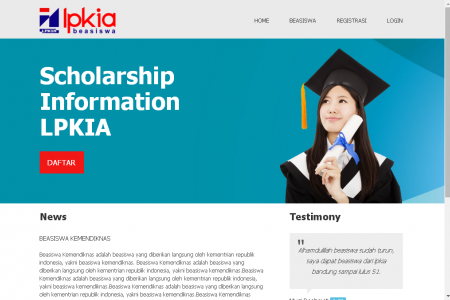 lpkia
beasiswa
HOME BEASISWA REGISTRASI LOGIN
Scholarship
Information
LPKIA
DAFTAR
News
BEASISWA KEMENDIKNAS
Beasiswa Kemendiknas adalah beasiswa yang diberikan langsung oleh kementrian republik
indonesia, yakni beasiswa kemendiknas. Beasiswa Kemendiknas adalah beasiswa yang
diberikan langsung oleh kementrian republik indonesia, yakni beasiswa kemendiknas.Beasiswa
Kemendiknas adalah beasiswa yang diberikan langsung oleh kementrian republik indonesia,
yakni beasiswa kemendiknas.Beasiswa Kemendiknas adalah beasiswa yang diberikan langsung
oleh kementrian republik indonesia, yakni beasiswa kemendiknas.Beasiswa Kemendiknas
Testimony
Alhamdulillah beasiswa sudah turun,
saya dapat beasiswa dari lpkia
bandung sampai lulus S1.